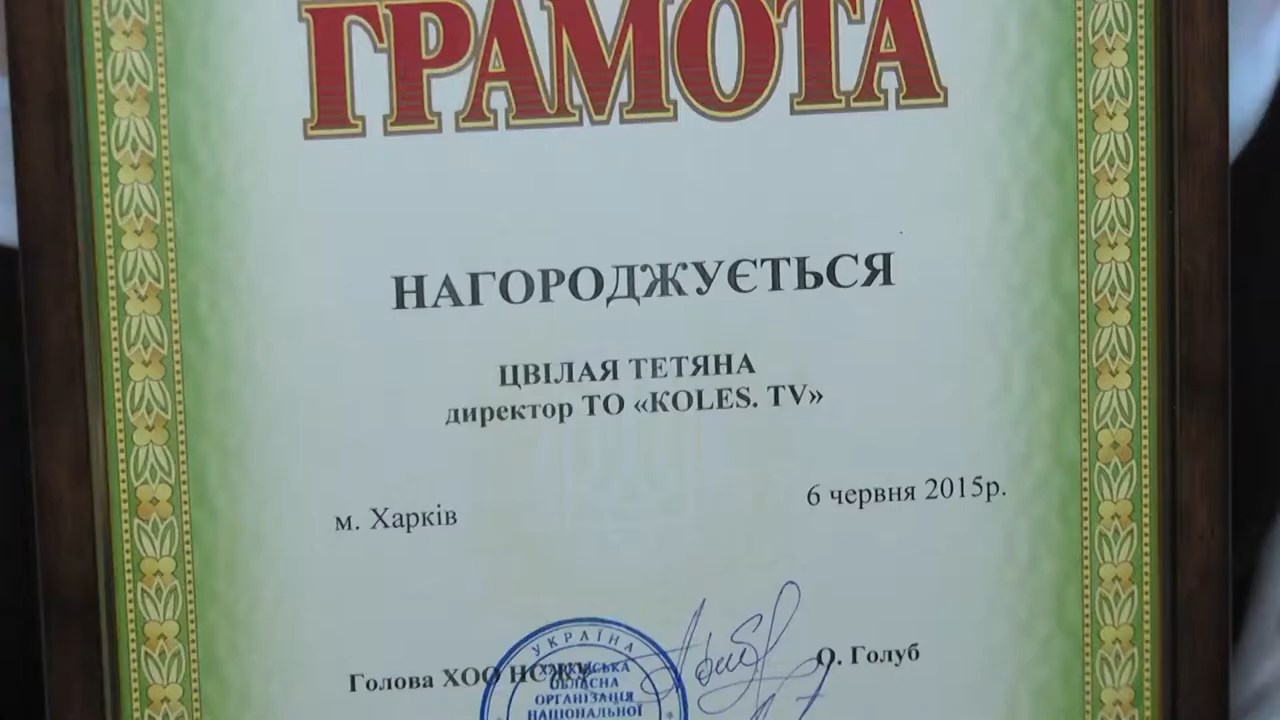 ГРАМОТА
НАГОРОДЖУЄТЬСЯ
ЦВІЛАЯ ТЕТЯНА
директор ТО «KOLES. TV»
м. Харків
6 червня 2015р.
Голова ХОО НСЖУ
О. Голуб
УКРАЇНА
ХАРКІВСЬКА
ОБЛАСНА
ОРГАНІЗАЦІЯ
НАЦІОНАЛЬНОЇ